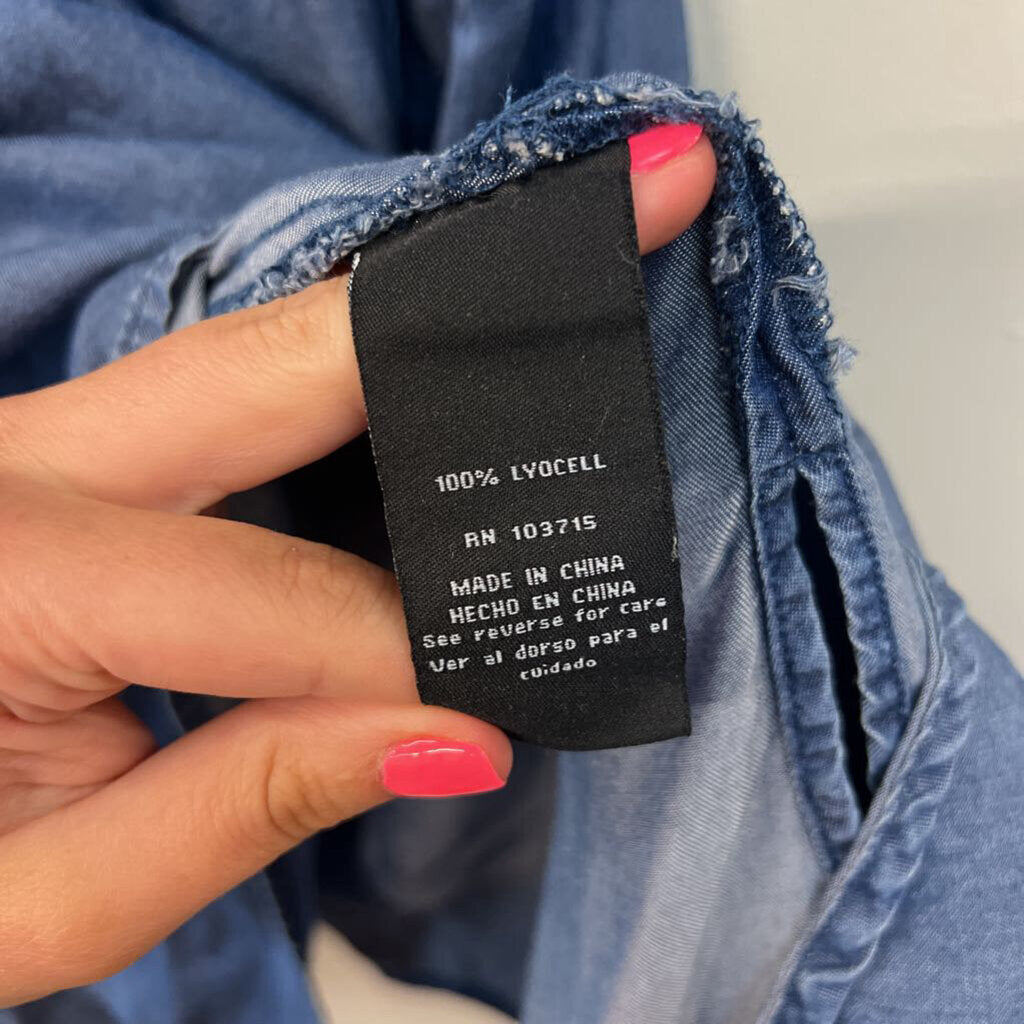 100% LYOCELL
RN 103715
MADE IN CHINA
HECHO EN CHINA
See reverse for care
Ver al dorso para el
cuidado